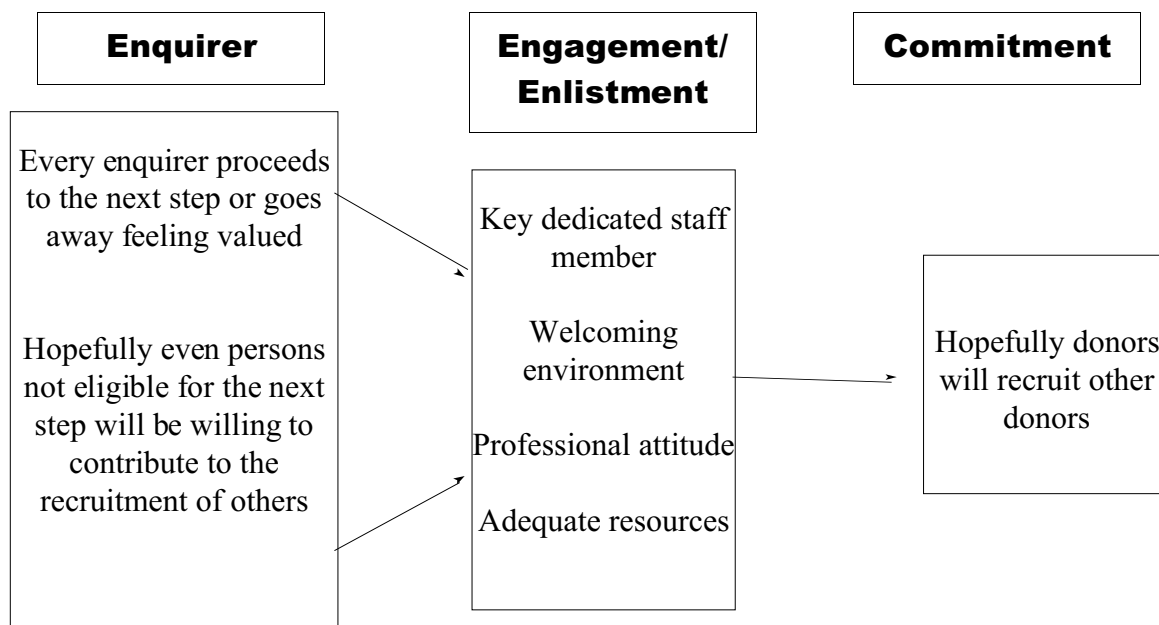 Enquirer
Every enquirer proceeds
to the next step or goes
away feeling valued
Hopefully even persons
not eligible for the next
step will be willing to
contribute to the
recruitment of others
Engagement/
Enlistment
Key dedicated staff
member
Welcoming
environment
Professional attitude
Adequate resources
Commitment
Hopefully donors
will recruit other
donors